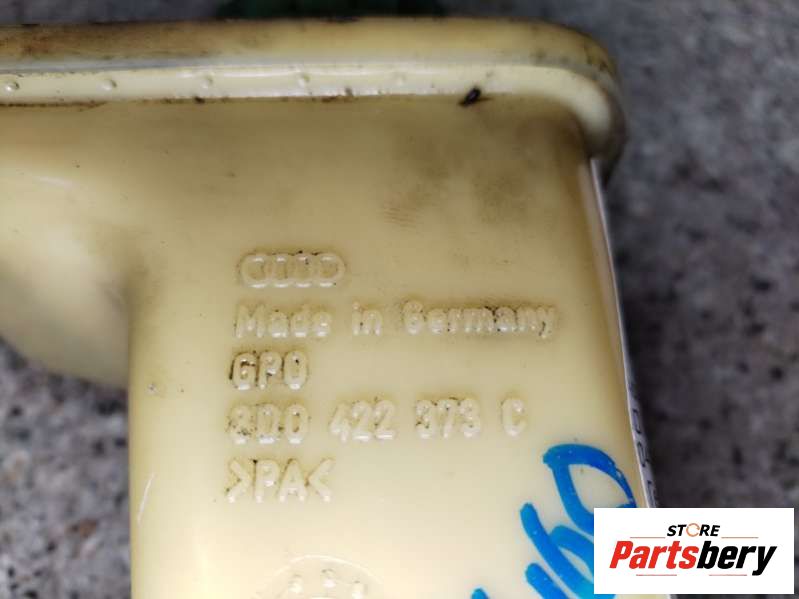 Made in Germany
GPO
8D0 422 373 C
>PA<
STORE
Partsbery